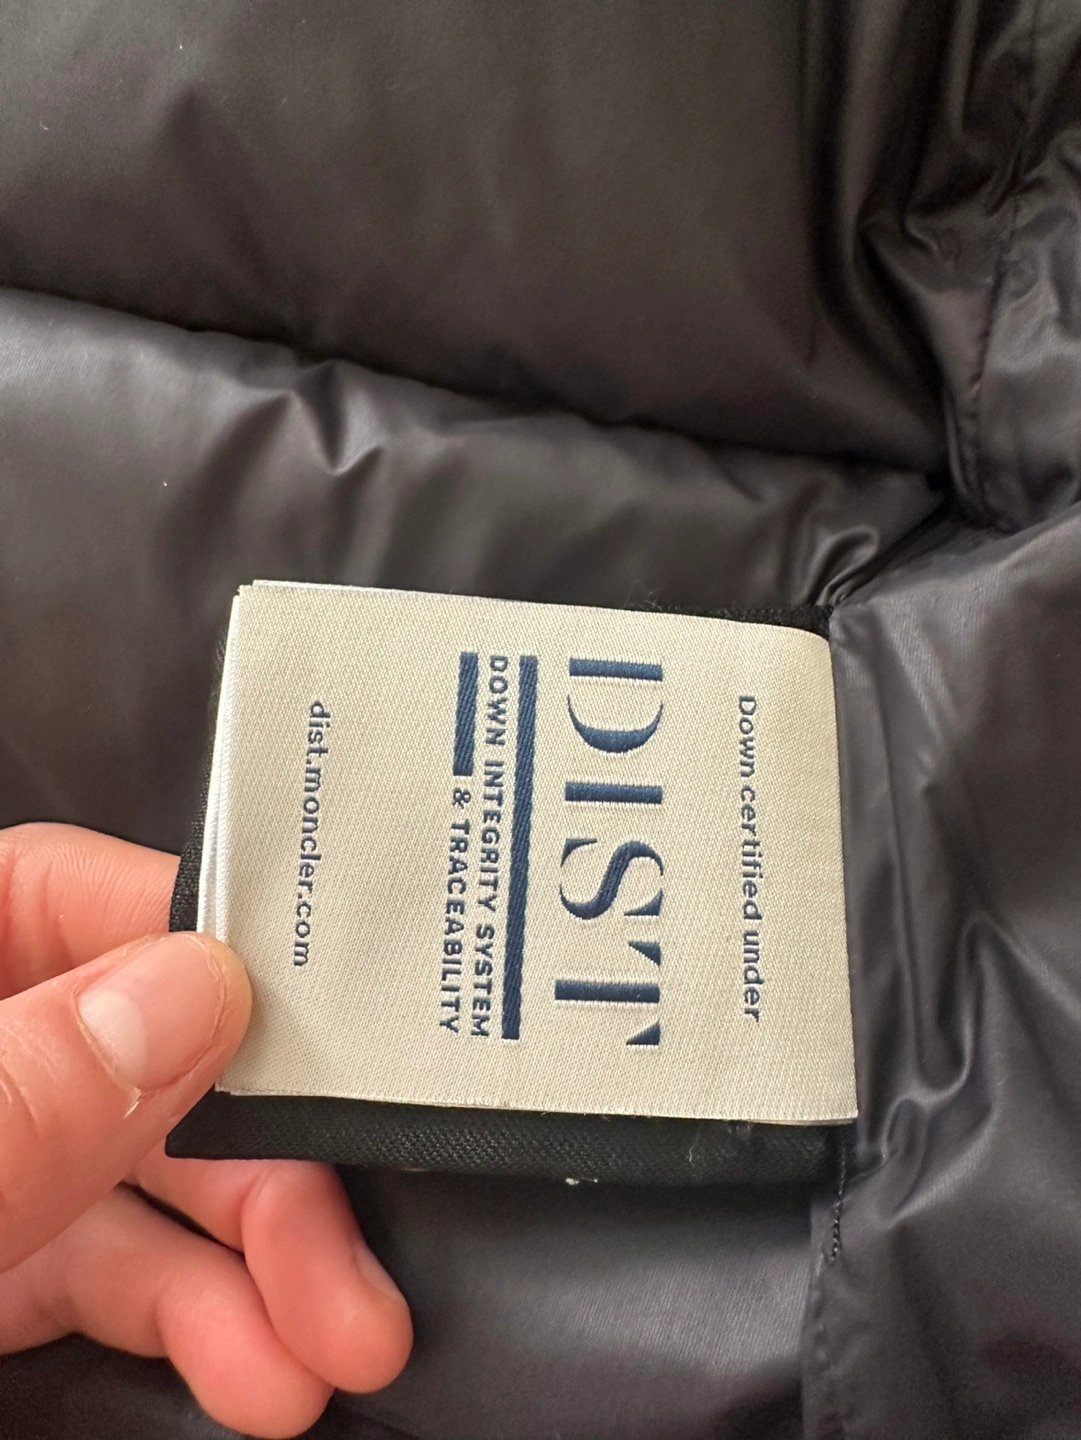 Down certified under
DIST
DOWN INTEGRITY SYSTEM
& TRACEABILITY
dist.moncler.com